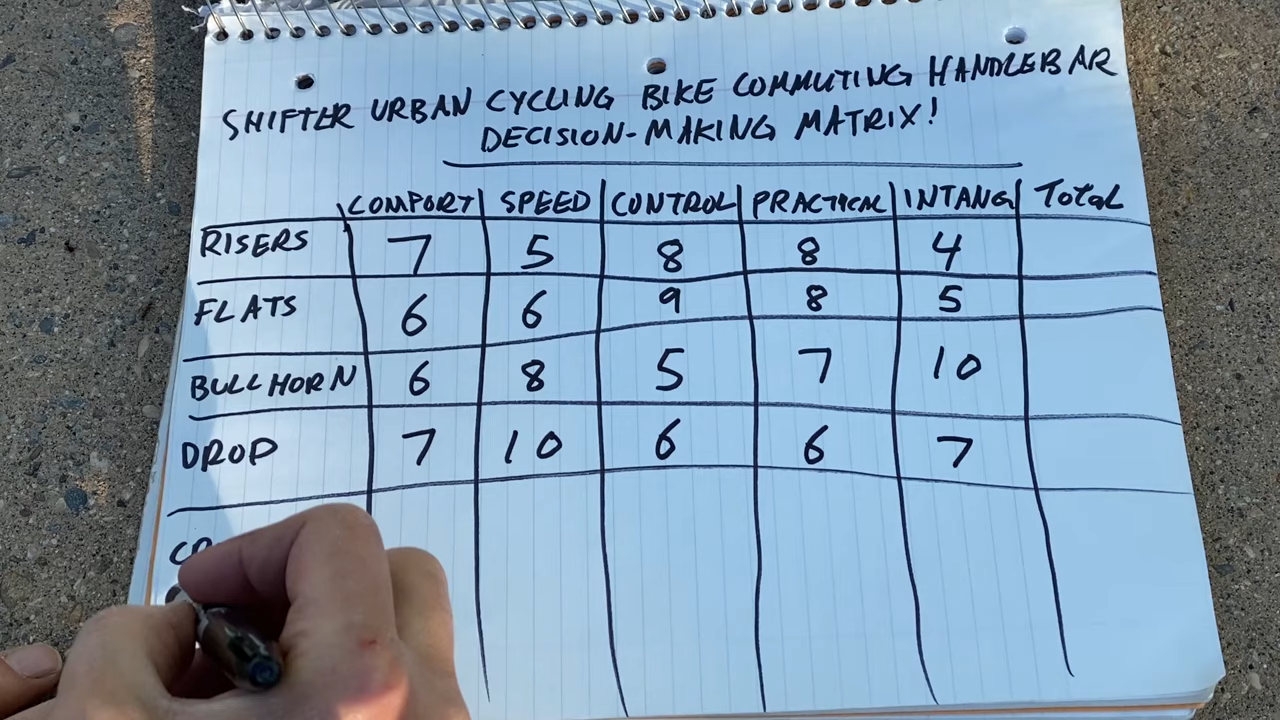 SHIFTER URBAN CYCLING BIKE COMMUTING HANDLEBAR
DECISION-MAKING MATRIX!
COMFORT SPEED CONTROL PRACTICAL INTANG Total
RISERS 7 5 8 8 4
FLATS 6 6 9 8 5
BULLHORN 6 8 5 7 10
DROP 7 10 6 6 7